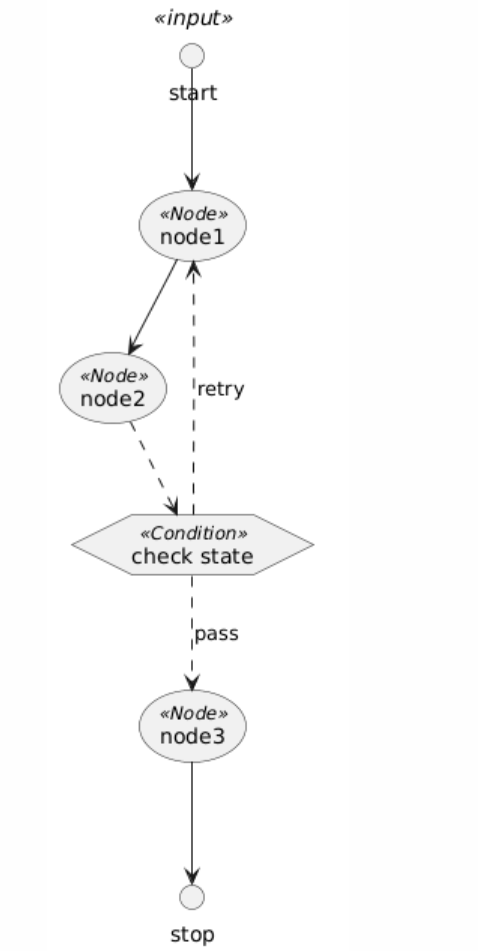 «input»
start
«Node»
node1
«Node»
node2
retry
«Condition»
check state
pass
«Node»
node3
stop